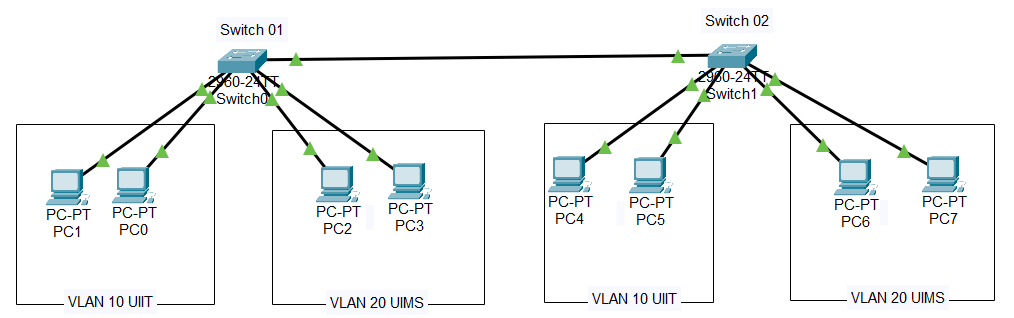 Switch 01
Switch 02
2960-24TT
Switch0
2960-24TT
Switch1
PC-PT
PC1
PC-PT
PC0
PC-PT
PC2
PC-PT
PC3
PC-PT
PC4
PC-PT
PC5
PC-PT
PC6
PC-PT
PC7
VLAN 10 UIIT
VLAN 20 UIMS
VLAN 10 UIIT
VLAN 20 UIMS